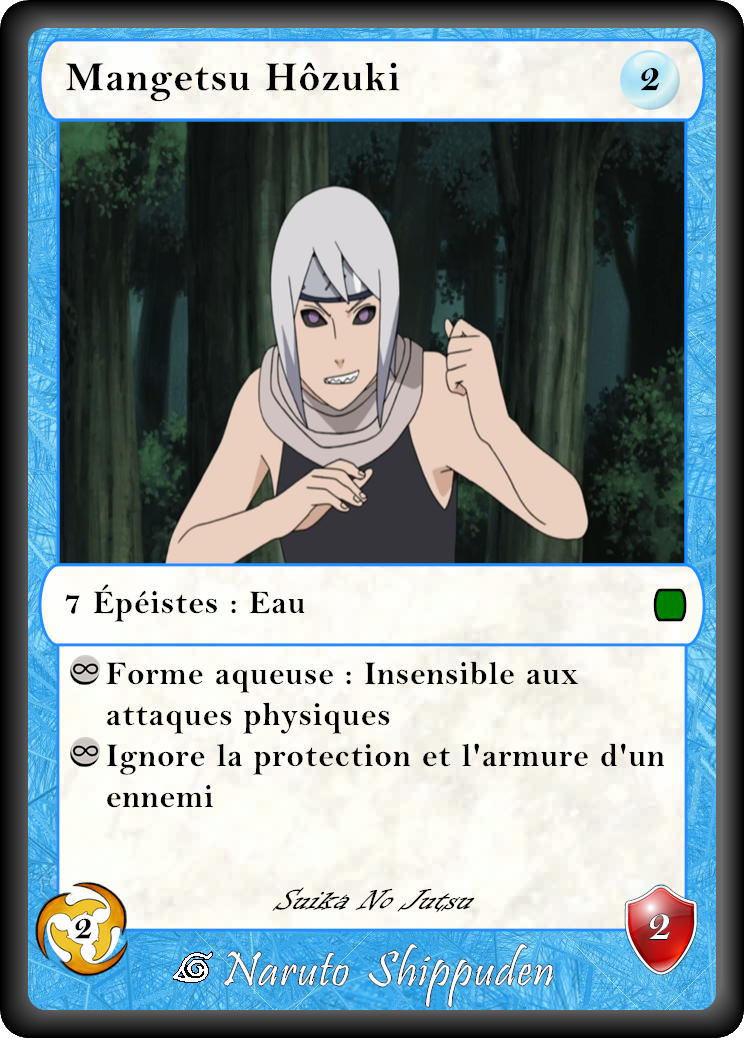 Mangetsu Hôzuki 2
7 Épéistes : Eau
∞ Forme aqueuse : Insensible aux
attaques physiques
∞ Ignore la protection et l'armure d'un
ennemi
Suika No Jutsu
2 2
Naruto Shippuden